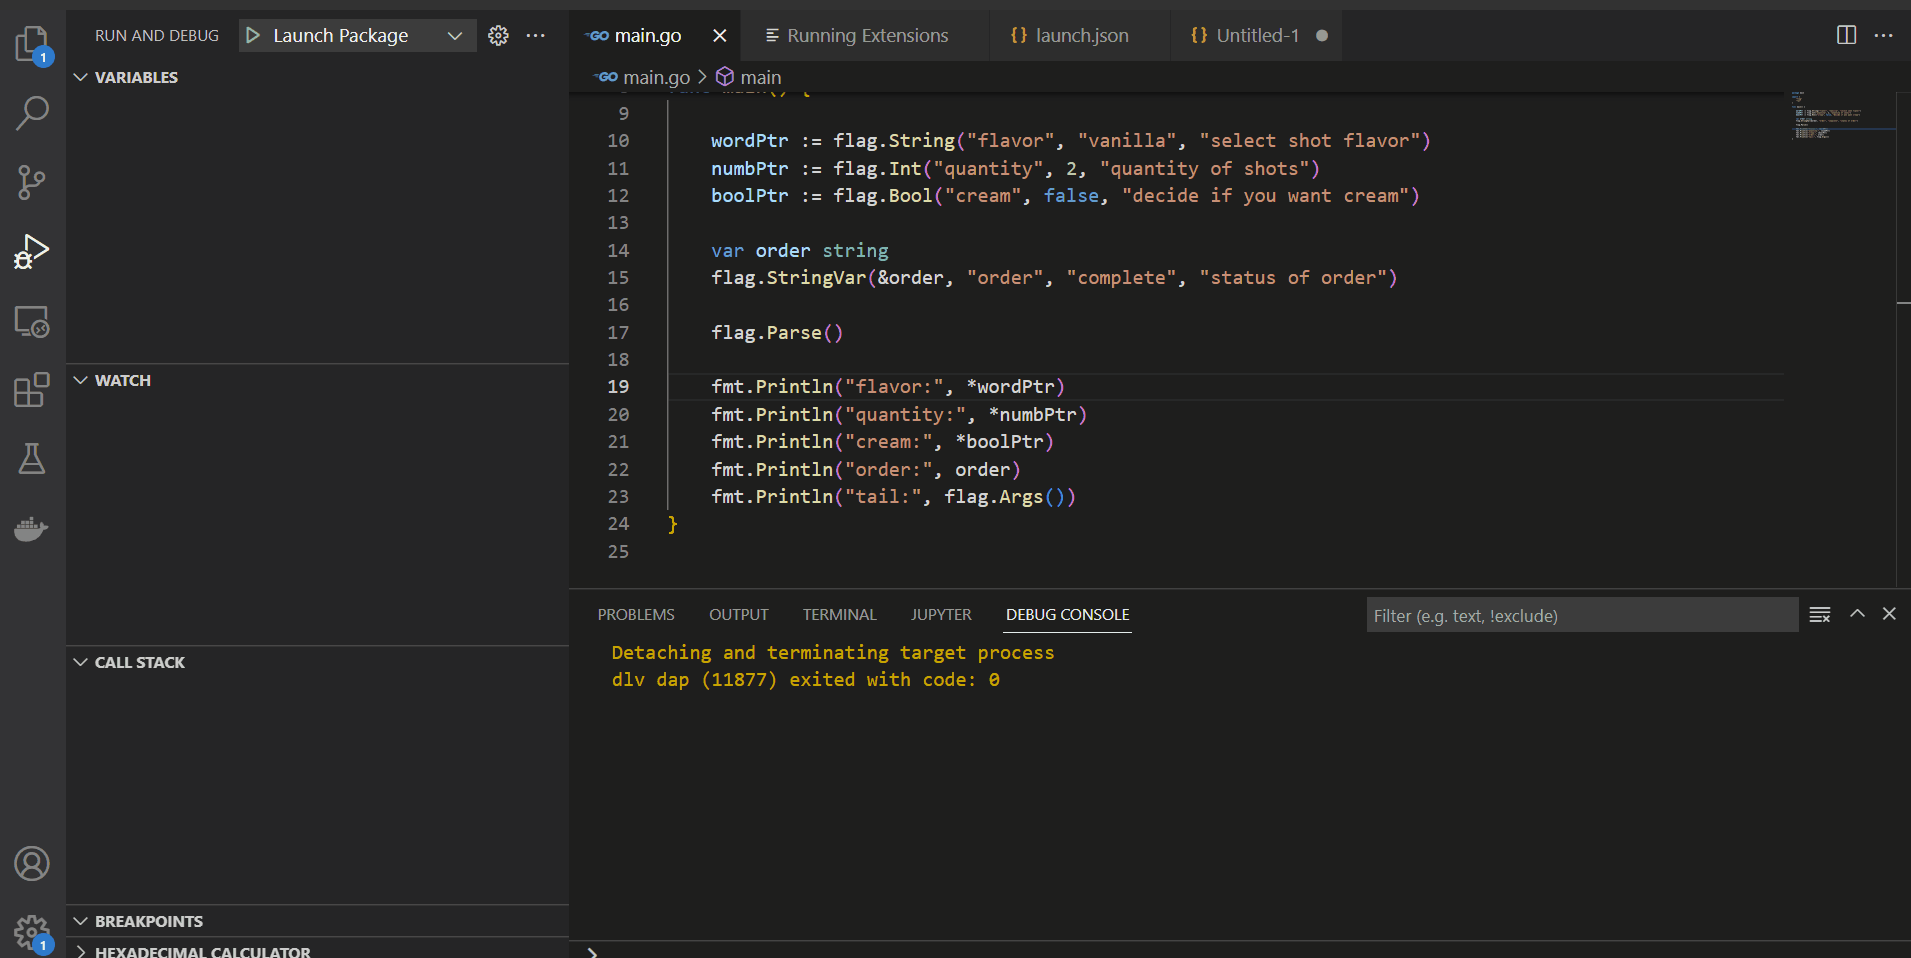 RUN AND DEBUG
Launch Package
VARIABLES
WATCH
CALL STACK
BREAKPOINTS
HEXADECIMAL CALCULATOR
1
1
GO main.go
Running Extensions
{} launch.json
{} Untitled-1
GO main.go > main
func main() {
9
10 wordPtr := flag.String("flavor", "vanilla", "select shot flavor")
11 numbPtr := flag.Int("quantity", 2, "quantity of shots")
12 boolPtr := flag.Bool("cream", false, "decide if you want cream")
13
14 var order string
15 flag.StringVar(&order, "order", "complete", "status of order")
16
17 flag.Parse()
18
19 fmt.Println("flavor:", *wordPtr)
20 fmt.Println("quantity:", *numbPtr)
21 fmt.Println("cream:", *boolPtr)
22 fmt.Println("order:", order)
23 fmt.Println("tail:", flag.Args())
24 }
25
PROBLEMS OUTPUT TERMINAL JUPYTER DEBUG CONSOLE
Filter (e.g. text, !exclude)
Detaching and terminating target process
dlv dap (11877) exited with code: 0